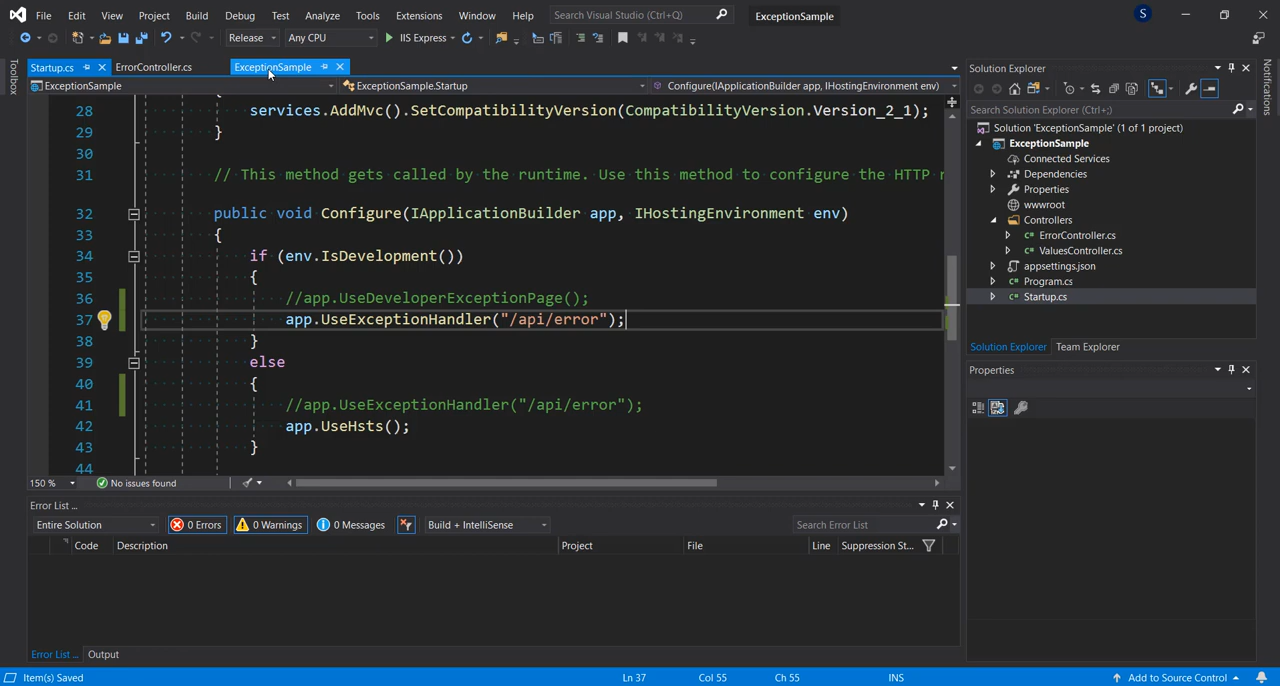 File Edit View Project Build Debug Test Analyze Tools Extensions Window Help Search Visual Studio (Ctrl+Q) ExceptionSample S
Release Any CPU IIS Express
Toolbox
Startup.cs ErrorController.cs ExceptionSample
ExceptionSample ExceptionSample.Startup Configure(IApplicationBuilder app, IHostingEnvironment env)
28 {
services.AddMvc().SetCompatibilityVersion(CompatibilityVersion.Version_2_1);
29 }
30
31 // This method gets called by the runtime. Use this method to configure the HTTP r
32 public void Configure(IApplicationBuilder app, IHostingEnvironment env)
33 {
34 if (env.IsDevelopment())
35 {
36 //app.UseDeveloperExceptionPage();
37 app.UseExceptionHandler("/api/error");
38 }
39 else
40 {
41 //app.UseExceptionHandler("/api/error");
42 app.UseHsts();
43 }
44
150 % No issues found
Error List ...
Entire Solution 0 Errors 0 Warnings 0 Messages Build + IntelliSense Search Error List
Code Description Project File Line Suppression St...
Error List ... Output
Solution Explorer
Search Solution Explorer (Ctrl+;)
Solution 'ExceptionSample' (1 of 1 project)
ExceptionSample
Connected Services
Dependencies
Properties
wwwroot
Controllers
ErrorController.cs
ValuesController.cs
appsettings.json
Program.cs
Startup.cs
Solution Explorer Team Explorer
Properties
Notifications
Item(s) Saved Ln 37 Col 55 Ch 55 INS Add to Source Control